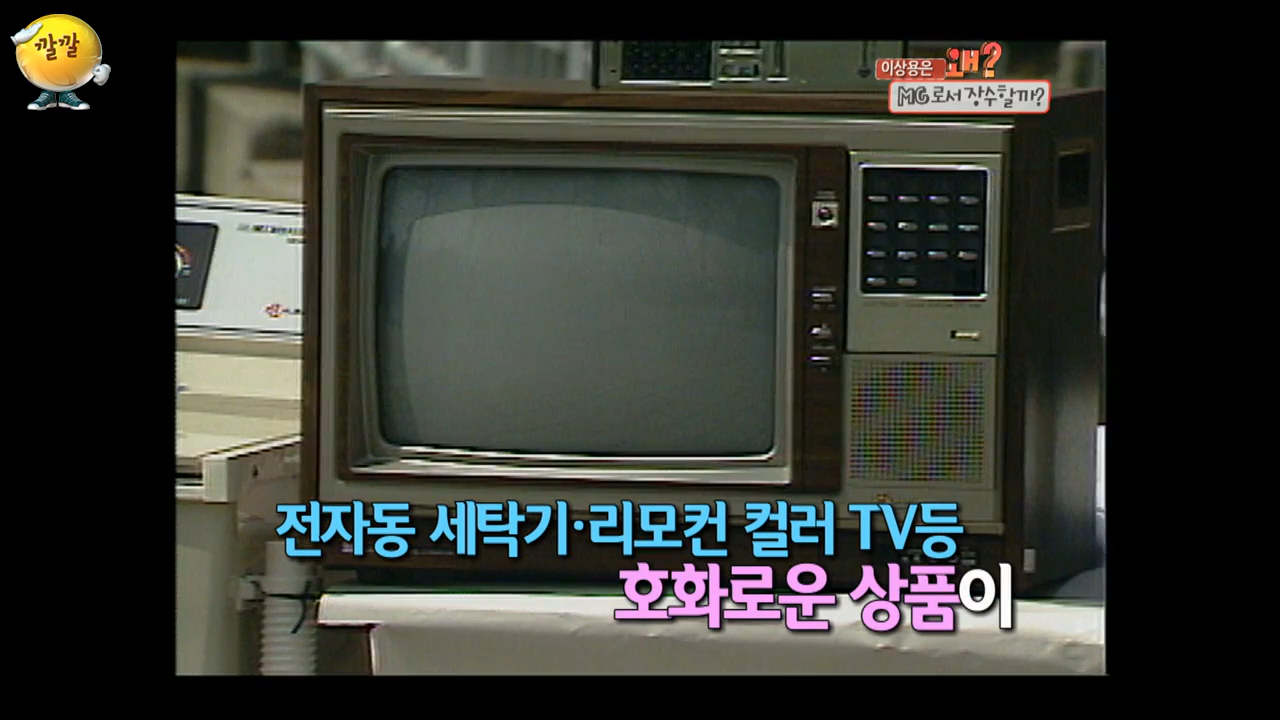 깔깔
이상용은 왜?
MC로서 장수할까?
전자동 세탁기·리모컨 컬러 TV등
호화로운 상품이